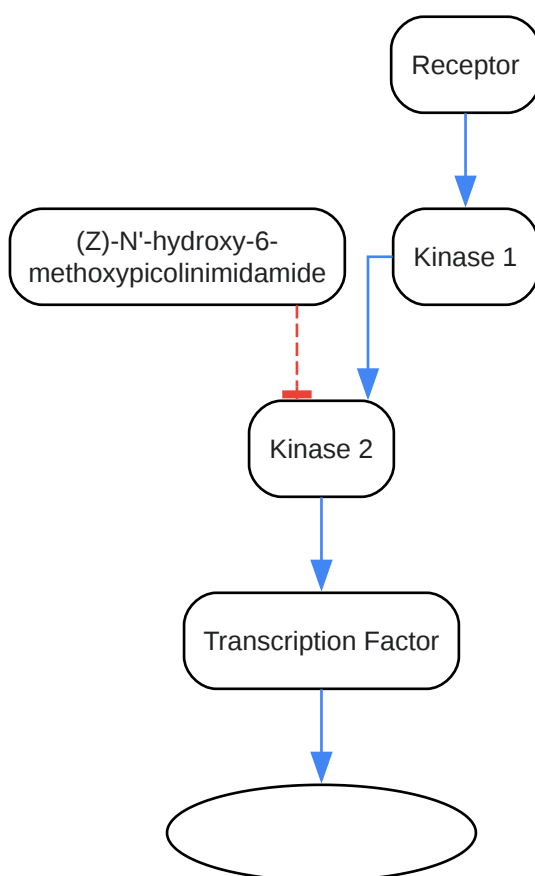 Receptor
(Z)-N'-hydroxy-6-
methoxypicolinimidamide
Kinase 1
Kinase 2
Transcription Factor